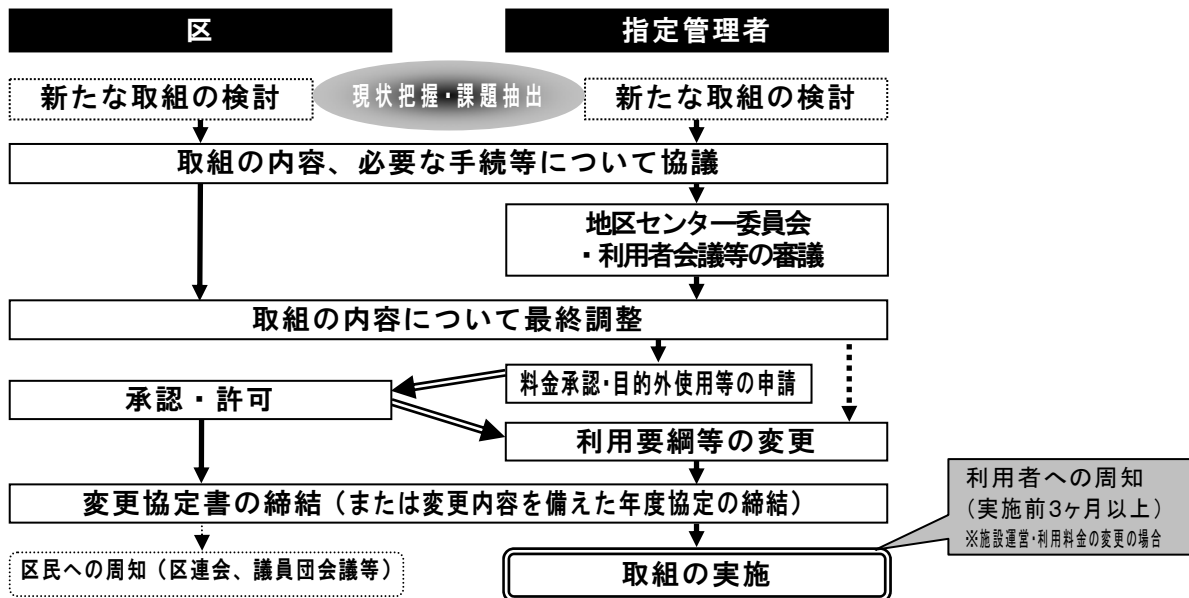 区
指定管理者
新たな取組の検討
現状把握・課題抽出
新たな取組の検討
取組の内容、必要な手続等について協議
地区センター委員会
・利用者会議等の審議
取組の内容について最終調整
料金承認・目的外使用等の申請
承認・許可
利用要綱等の変更
変更協定書の締結（または変更内容を備えた年度協定の締結）
利用者への周知
（実施前3ヶ月以上）
※施設運営・利用料金の変更の場合
区民への周知（区連会、議員団会議等）
取組の実施